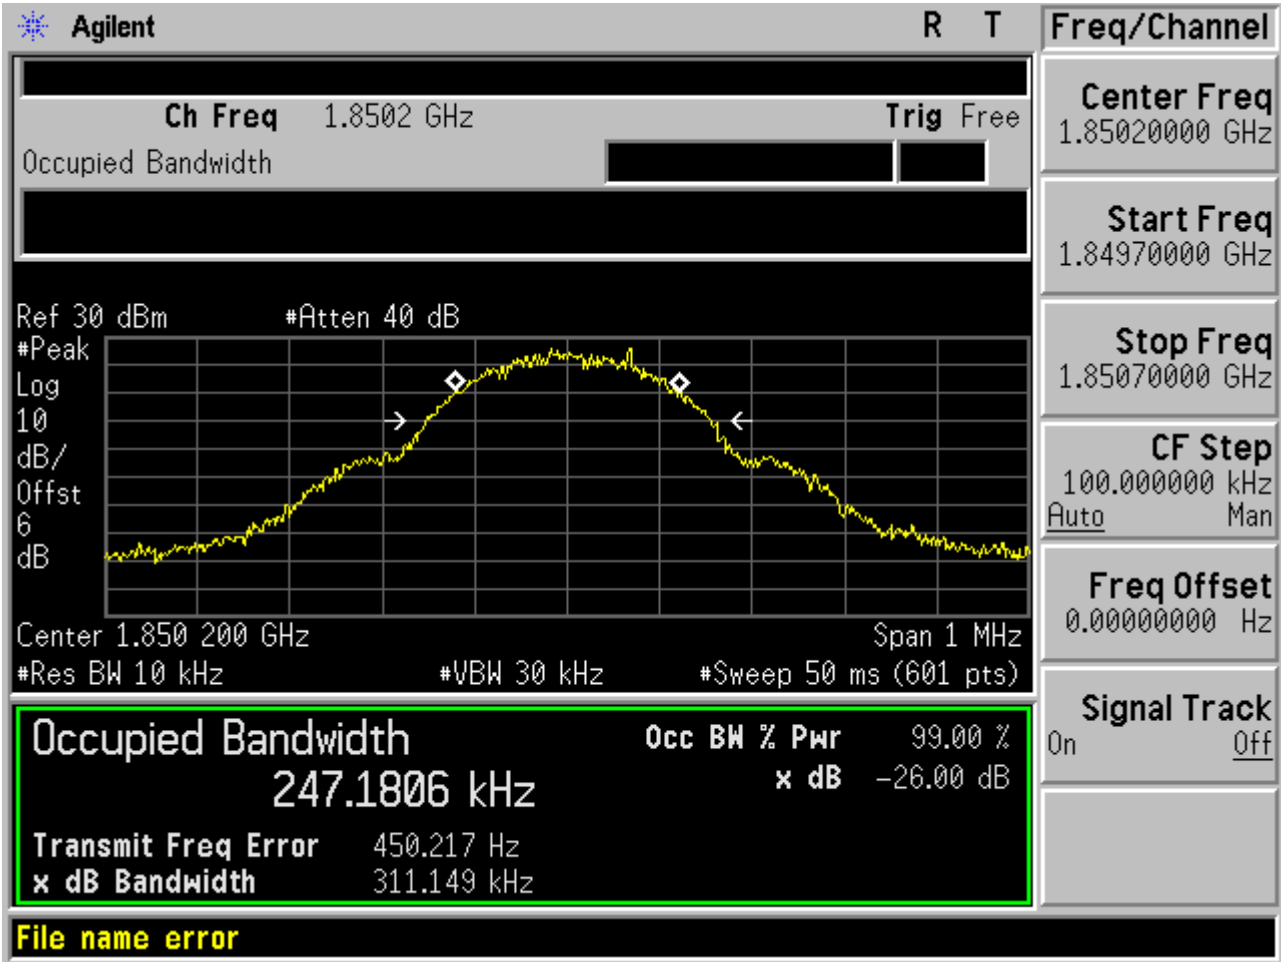 Agilent R T
Ch Freq 1.8502 GHz Trig Free
Occupied Bandwidth
Ref 30 dBm #Atten 40 dB
#Peak
Log
10
dB/
Offst
6
dB
Center 1.850 200 GHz Span 1 MHz
#Res BW 10 kHz #VBW 30 kHz #Sweep 50 ms (601 pts)
Occupied Bandwidth
247.1806 kHz
Occ BW % Pwr 99.00 %
x dB -26.00 dB
Transmit Freq Error 450.217 Hz
x dB Bandwidth 311.149 kHz
File name error
Freq/Channel
Center Freq
1.85020000 GHz
Start Freq
1.84970000 GHz
Stop Freq
1.85070000 GHz
CF Step
100.000000 kHz
Auto Man
Freq Offset
0.00000000 Hz
Signal Track
On Off